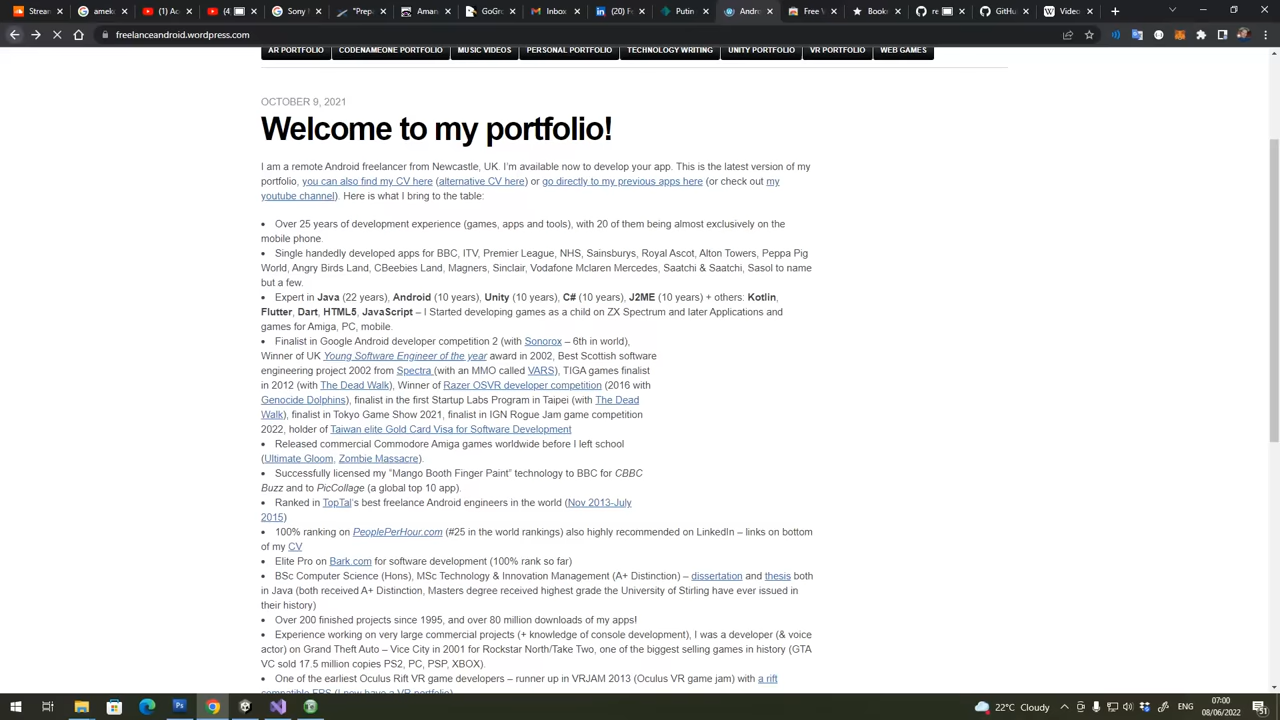 Stream
game
welco
Aman
Game
Inbox
(20) L
Putin
Andr
Book
GitHu
Video
freelanceandroid.wordpress.com
AR PORTFOLIO
CODENAMEONE PORTFOLIO
MUSIC VIDEOS
PERSONAL PORTFOLIO
TECHNOLOGY WRITING
UNITY PORTFOLIO
VR PORTFOLIO
WEB GAMES
OCTOBER 9, 2021
Welcome to my portfolio!
I am a remote Android freelancer from Newcastle, UK. I'm available now to develop your app. This is the latest version of my
portfolio, you can also find my CV here (alternative CV here) or go directly to my previous apps here (or check out my
youtube channel). Here is what I bring to the table:
• Over 25 years of development experience (games, apps and tools), with 20 of them being almost exclusively on the
mobile phone.
• Single handedly developed apps for BBC, ITV, Premier League, NHS, Sainsburys, Royal Ascot, Alton Towers, Peppa Pig
World, Angry Birds Land, CBeebies Land, Magners, Sinclair, Vodafone Mclaren Mercedes, Saatchi & Saatchi, Sasol to name
but a few.
• Expert in Java (22 years), Android (10 years), Unity (10 years), C# (10 years), J2ME (10 years) + others: Kotlin,
Flutter, Dart, HTML5, JavaScript – I Started developing games as a child on ZX Spectrum and later Applications and
games for Amiga, PC, mobile.
• Finalist in Google Android developer competition 2 (with Sonorox – 6th in world),
Winner of UK Young Software Engineer of the year award in 2002, Best Scottish software
engineering project 2002 from Spectra (with an MMO called VARS), TIGA games finalist
in 2012 (with The Dead Walk), Winner of Razer OSVR developer competition (2016 with
Genocide Dolphins), finalist in the first Startup Labs Program in Taipei (with The Dead
Walk), finalist in Tokyo Game Show 2021, finalist in IGN Rogue Jam game competition
2022, holder of Taiwan elite Gold Card Visa for Software Development
• Released commercial Commodore Amiga games worldwide before I left school
(Ultimate Gloom, Zombie Massacre).
• Successfully licensed my "Mango Booth Finger Paint" technology to BBC for CBBC
Buzz and to PicCollage (a global top 10 app).
• Ranked in TopTal's best freelance Android engineers in the world (Nov 2013-July
2015)
• 100% ranking on PeoplePerHour.com (#25 in the world rankings) also highly recommended on LinkedIn – links on bottom
of my CV
• Elite Pro on Bark.com for software development (100% rank so far)
• BSc Computer Science (Hons), MSc Technology & Innovation Management (A+ Distinction) – dissertation and thesis both
in Java (both received A+ Distinction, Masters degree received highest grade the University of Stirling have ever issued in
their history)
• Over 200 finished projects since 1995, and over 80 million downloads of my apps!
• Experience working on very large commercial projects (+ knowledge of console development), I was a developer (& voice
actor) on Grand Theft Auto – Vice City in 2001 for Rockstar North/Take Two, one of the biggest selling games in history (GTA
VC sold 17.5 million copies PS2, PC, PSP, XBOX).
• One of the earliest Oculus Rift VR game developers – runner up in VRJAM 2013 (Oculus VR game jam) with a rift
compatible FPS (I now have a VR portfolio)
22°C Cloudy
07:00
08/06/2022